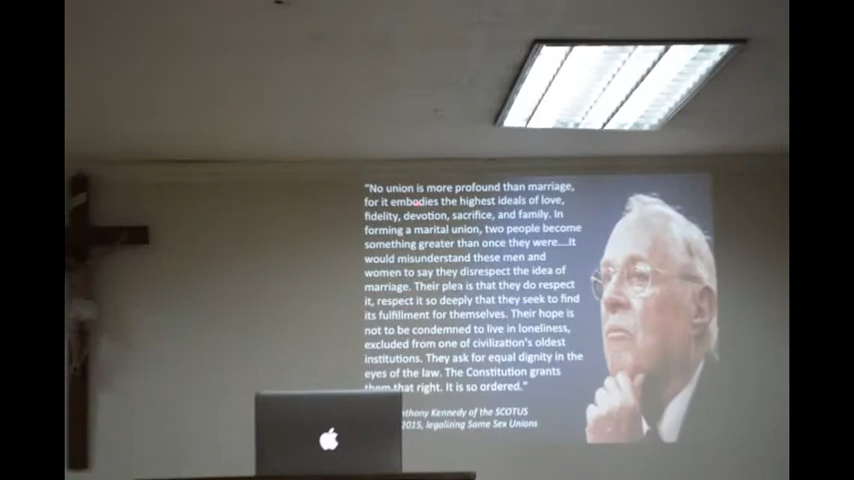 “No union is more profound than marriage,
for it embodies the highest ideals of love,
fidelity, devotion, sacrifice, and family. In
forming a marital union, two people become
something greater than once they were....It
would misunderstand these men and
women to say they disrespect the idea of
marriage. Their plea is that they do respect
it, respect it so deeply that they seek to find
its fulfillment for themselves. Their hope is
not to be condemned to live in loneliness,
excluded from one of civilization's oldest
institutions. They ask for equal dignity in the
eyes of the law. The Constitution grants
them that right. It is so ordered.”
nthony Kennedy of the SCOTUS
2015, legalizing Same Sex Unions